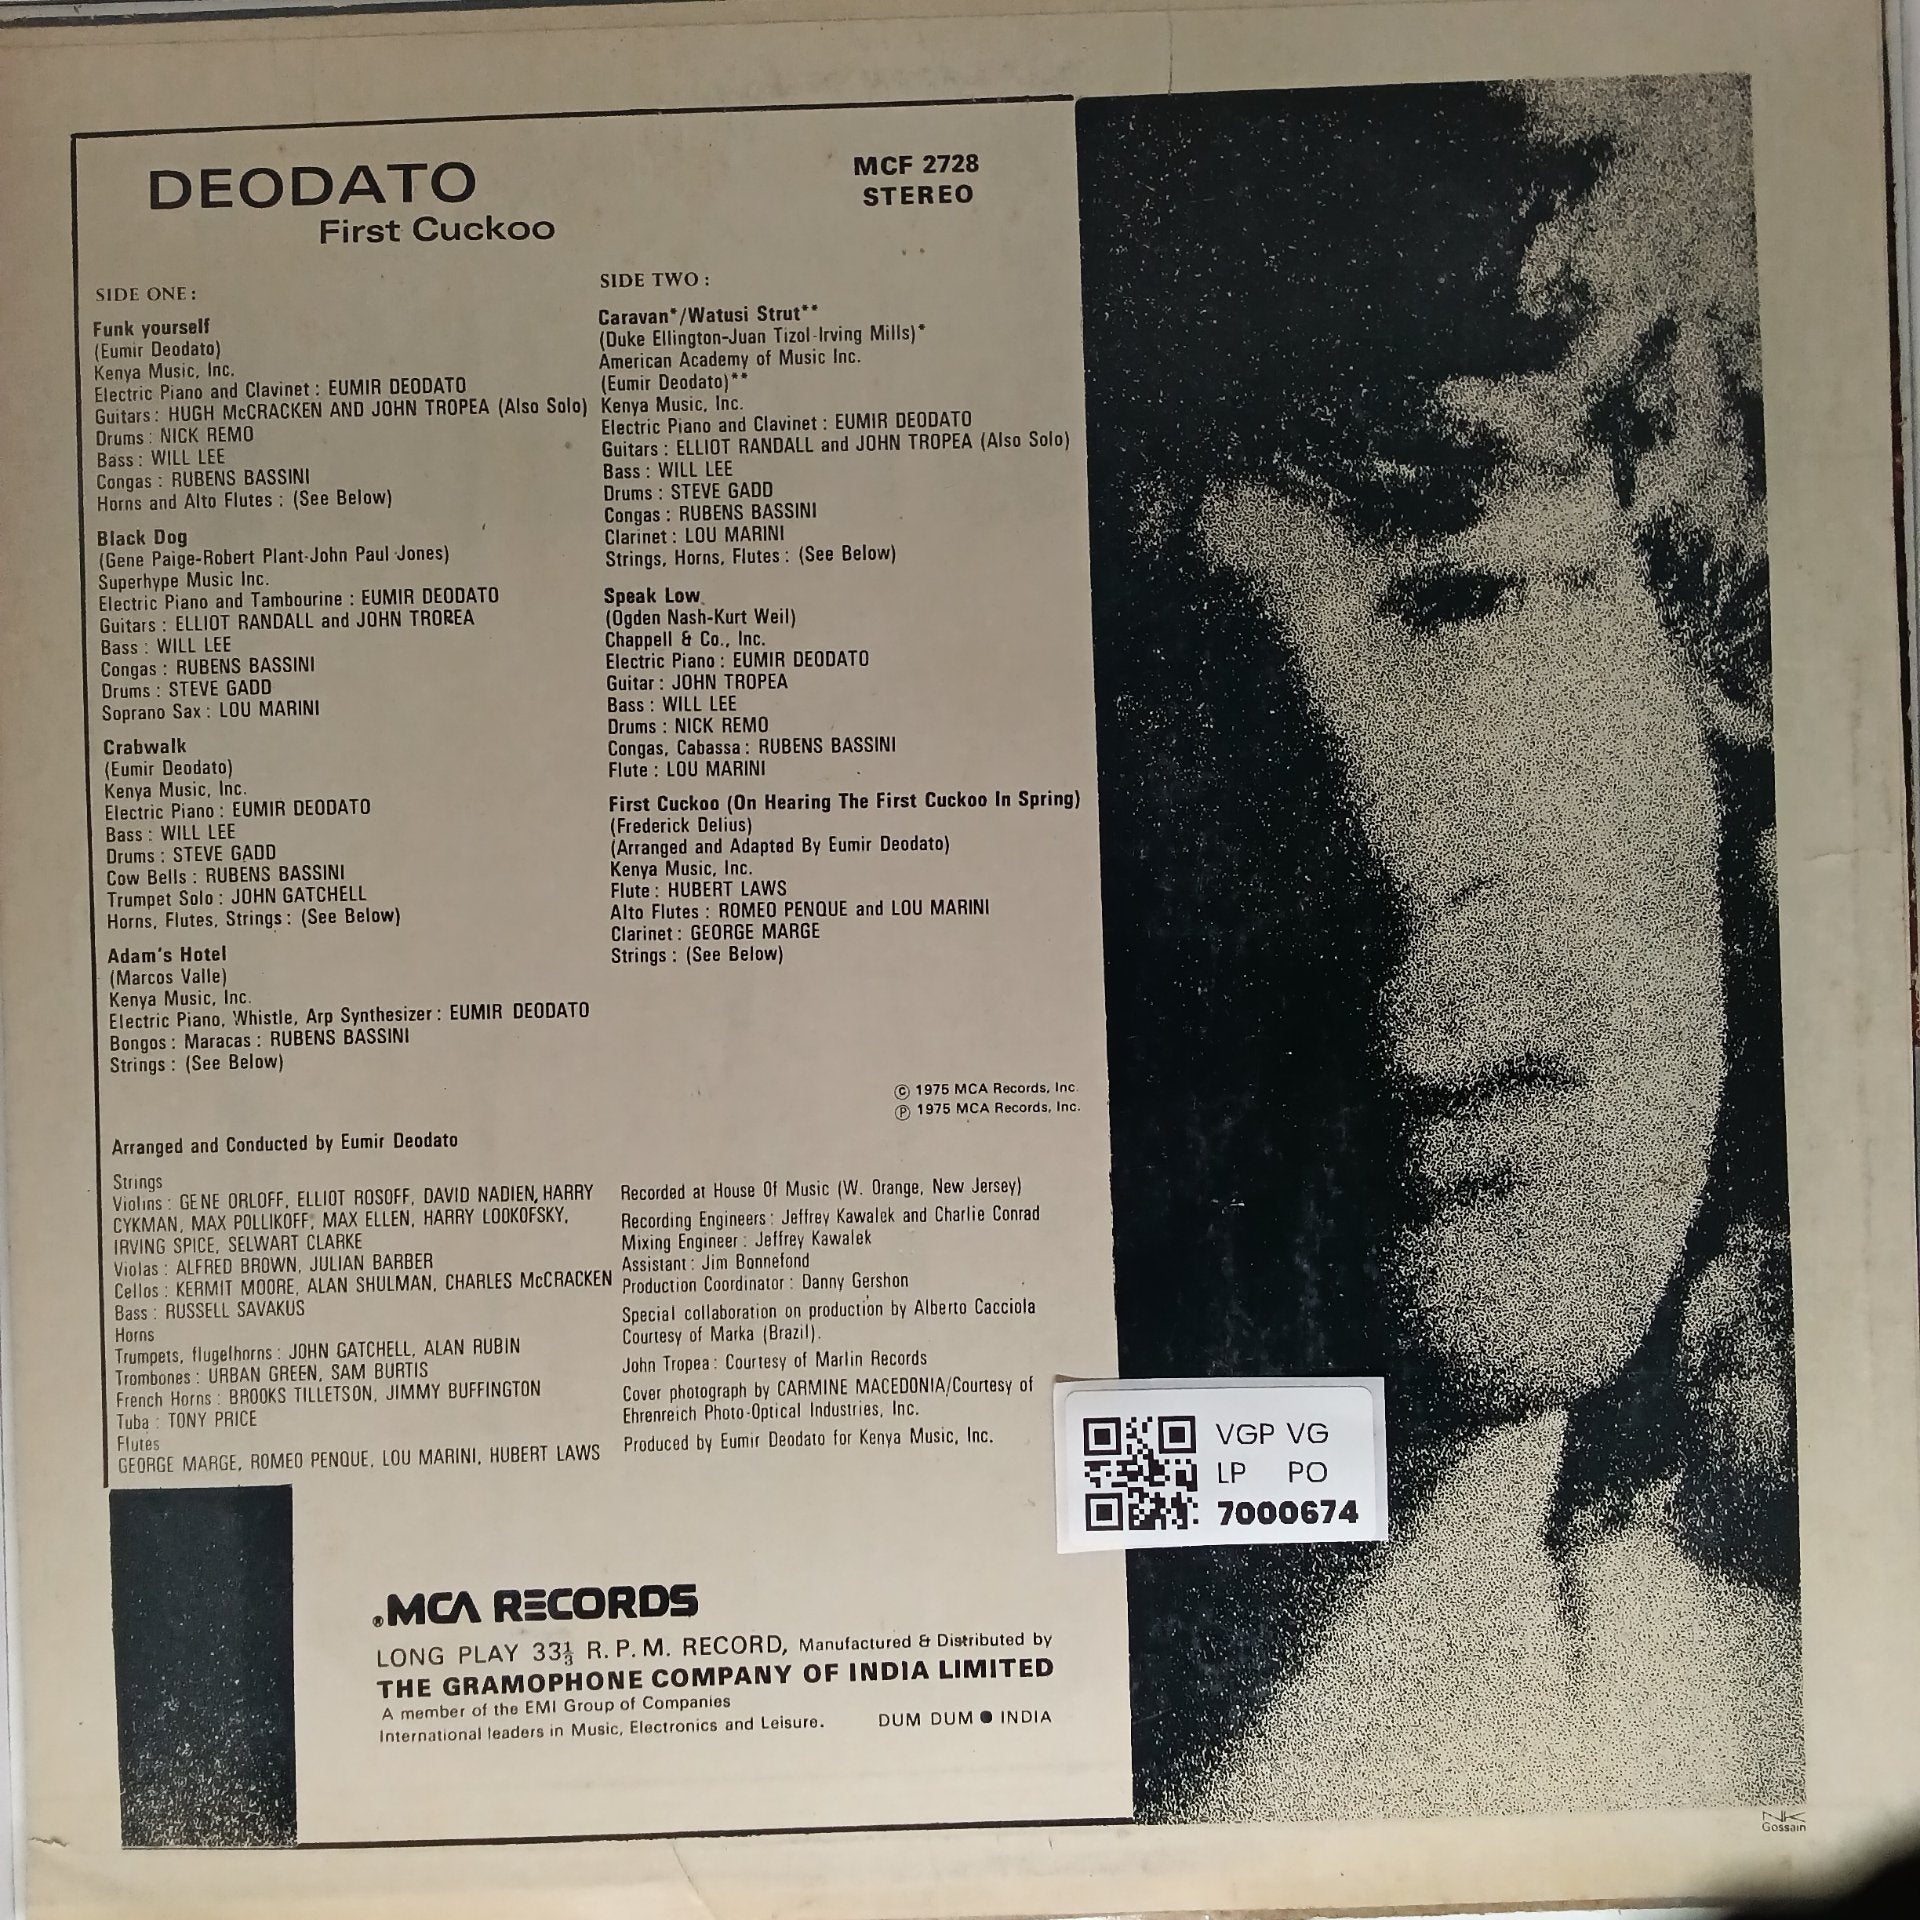 DEODATO
First Cuckoo
MCF 2728
STEREO
SIDE ONE :
Funk yourself
(Eumir Deodato)
Kenya Music, Inc.
Electric Piano and Clavinet : EUMIR DEODATO
Guitars : HUGH McCRACKEN AND JOHN TROPEA (Also Solo)
Drums : NICK REMO
Bass : WILL LEE
Congas : RUBENS BASSINI
Horns and Alto Flutes : (See Below)
Black Dog
(Gene Paige-Robert Plant-John Paul Jones)
Superhype Music Inc.
Electric Piano and Tambourine : EUMIR DEODATO
Guitars : ELLIOT RANDALL and JOHN TROPEA
Bass : WILL LEE
Congas : RUBENS BASSINI
Drums : STEVE GADD
Soprano Sax : LOU MARINI
Crabwalk
(Eumir Deodato)
Kenya Music, Inc.
Electric Piano : EUMIR DEODATO
Bass : WILL LEE
Drums : STEVE GADD
Cow Bells : RUBENS BASSINI
Trumpet Solo : JOHN GATCHELL
Horns, Flutes, Strings : (See Below)
Adam's Hotel
(Marcos Valle)
Kenya Music, Inc.
Electric Piano, Whistle, Arp Synthesizer : EUMIR DEODATO
Bongos : Maracas : RUBENS BASSINI
Strings : (See Below)
SIDE TWO :
Caravan*/Watusi Strut**
(Duke Ellington-Juan Tizol-Irving Mills)*
American Academy of Music Inc.
(Eumir Deodato)**
Kenya Music, Inc.
Electric Piano and Clavinet : EUMIR DEODATO
Guitars : ELLIOT RANDALL and JOHN TROPEA (Also Solo)
Bass : WILL LEE
Drums : STEVE GADD
Congas : RUBENS BASSINI
Clarinet : LOU MARINI
Strings, Horns, Flutes : (See Below)
Speak Low
(Ogden Nash-Kurt Weil)
Chappell & Co., Inc.
Electric Piano : EUMIR DEODATO
Guitar : JOHN TROPEA
Bass : WILL LEE
Drums : NICK REMO
Congas, Cabassa : RUBENS BASSINI
Flute : LOU MARINI
First Cuckoo (On Hearing The First Cuckoo In Spring)
(Frederick Delius)
(Arranged and Adapted By Eumir Deodato)
Kenya Music, Inc.
Flute : HUBERT LAWS
Alto Flutes : ROMEO PENQUE and LOU MARINI
Clarinet : GEORGE MARGE
Strings : (See Below)
© 1975 MCA Records, Inc.
℗ 1975 MCA Records, Inc.
Arranged and Conducted by Eumir Deodato
Strings
Violins : GENE ORLOFF, ELLIOT ROSOFF, DAVID NADIEN, HARRY
CYKMAN, MAX POLLIKOFF, MAX ELLEN, HARRY LOOKOFSKY,
IRVING SPICE, SELWART CLARKE
Violas : ALFRED BROWN, JULIAN BARBER
Cellos : KERMIT MOORE, ALAN SHULMAN, CHARLES McCRACKEN
Bass : RUSSELL SAVAKUS
Horns
Trumpets, flugelhorns : JOHN GATCHELL, ALAN RUBIN
Trombones : URBAN GREEN, SAM BURTIS
French Horns : BROOKS TILLETSON, JIMMY BUFFINGTON
Tuba : TONY PRICE
Flutes
GEORGE MARGE, ROMEO PENQUE, LOU MARINI, HUBERT LAWS
Recorded at House Of Music (W. Orange, New Jersey)
Recording Engineers : Jeffrey Kawalek and Charlie Conrad
Mixing Engineer : Jeffrey Kawalek
Assistant : Jim Bonnefond
Production Coordinator : Danny Gershon
Special collaboration on production by Alberto Cacciola
Courtesy of Marka (Brazil).
John Tropea : Courtesy of Marlin Records
Cover photograph by CARMINE MACEDONIA/Courtesy of
Ehrenreich Photo-Optical Industries, Inc.
Produced by Eumir Deodato for Kenya Music, Inc.
VGP VG
LP PO
7000674
®MCA RECORDS
LONG PLAY 33⅓ R.P.M. RECORD, Manufactured & Distributed by
THE GRAMOPHONE COMPANY OF INDIA LIMITED
A member of the EMI Group of Companies
International leaders in Music, Electronics and Leisure.
DUM DUM ● INDIA
NK
Gossain